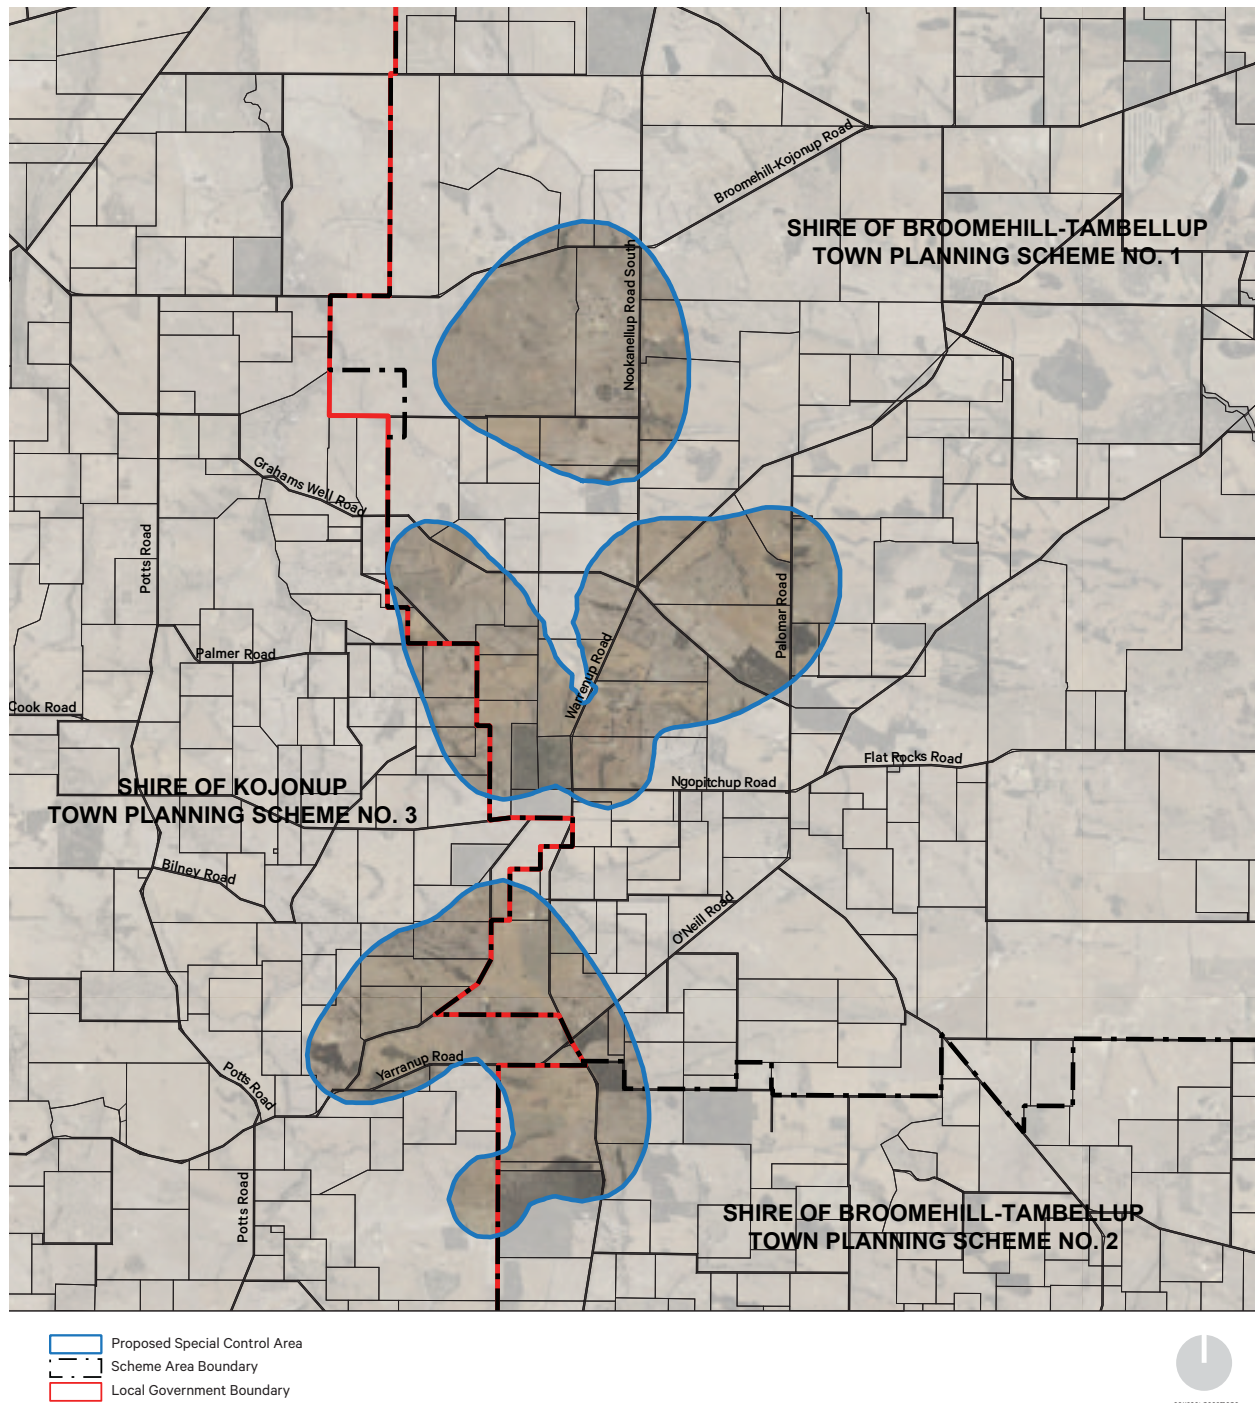 Broomehill-Kojonup Road
SHIRE OF BROOMEHILL-TAMBELLUP
TOWN PLANNING SCHEME NO. 1
Nookanellup Road South
Grahams Well Road
Potts Road
Palomar Road
Palmer Road
Warrenup Road
Cook Road
Flat Rocks Road
Ngopitchup Road
SHIRE OF KOJONUP
TOWN PLANNING SCHEME NO. 3
Bilney Road
O'Neill Road
Yarranup Road
Potts Road
Potts Road
SHIRE OF BROOMEHILL-TAMBELLUP
TOWN PLANNING SCHEME NO. 2
Proposed Special Control Area
Scheme Area Boundary
Local Government Boundary